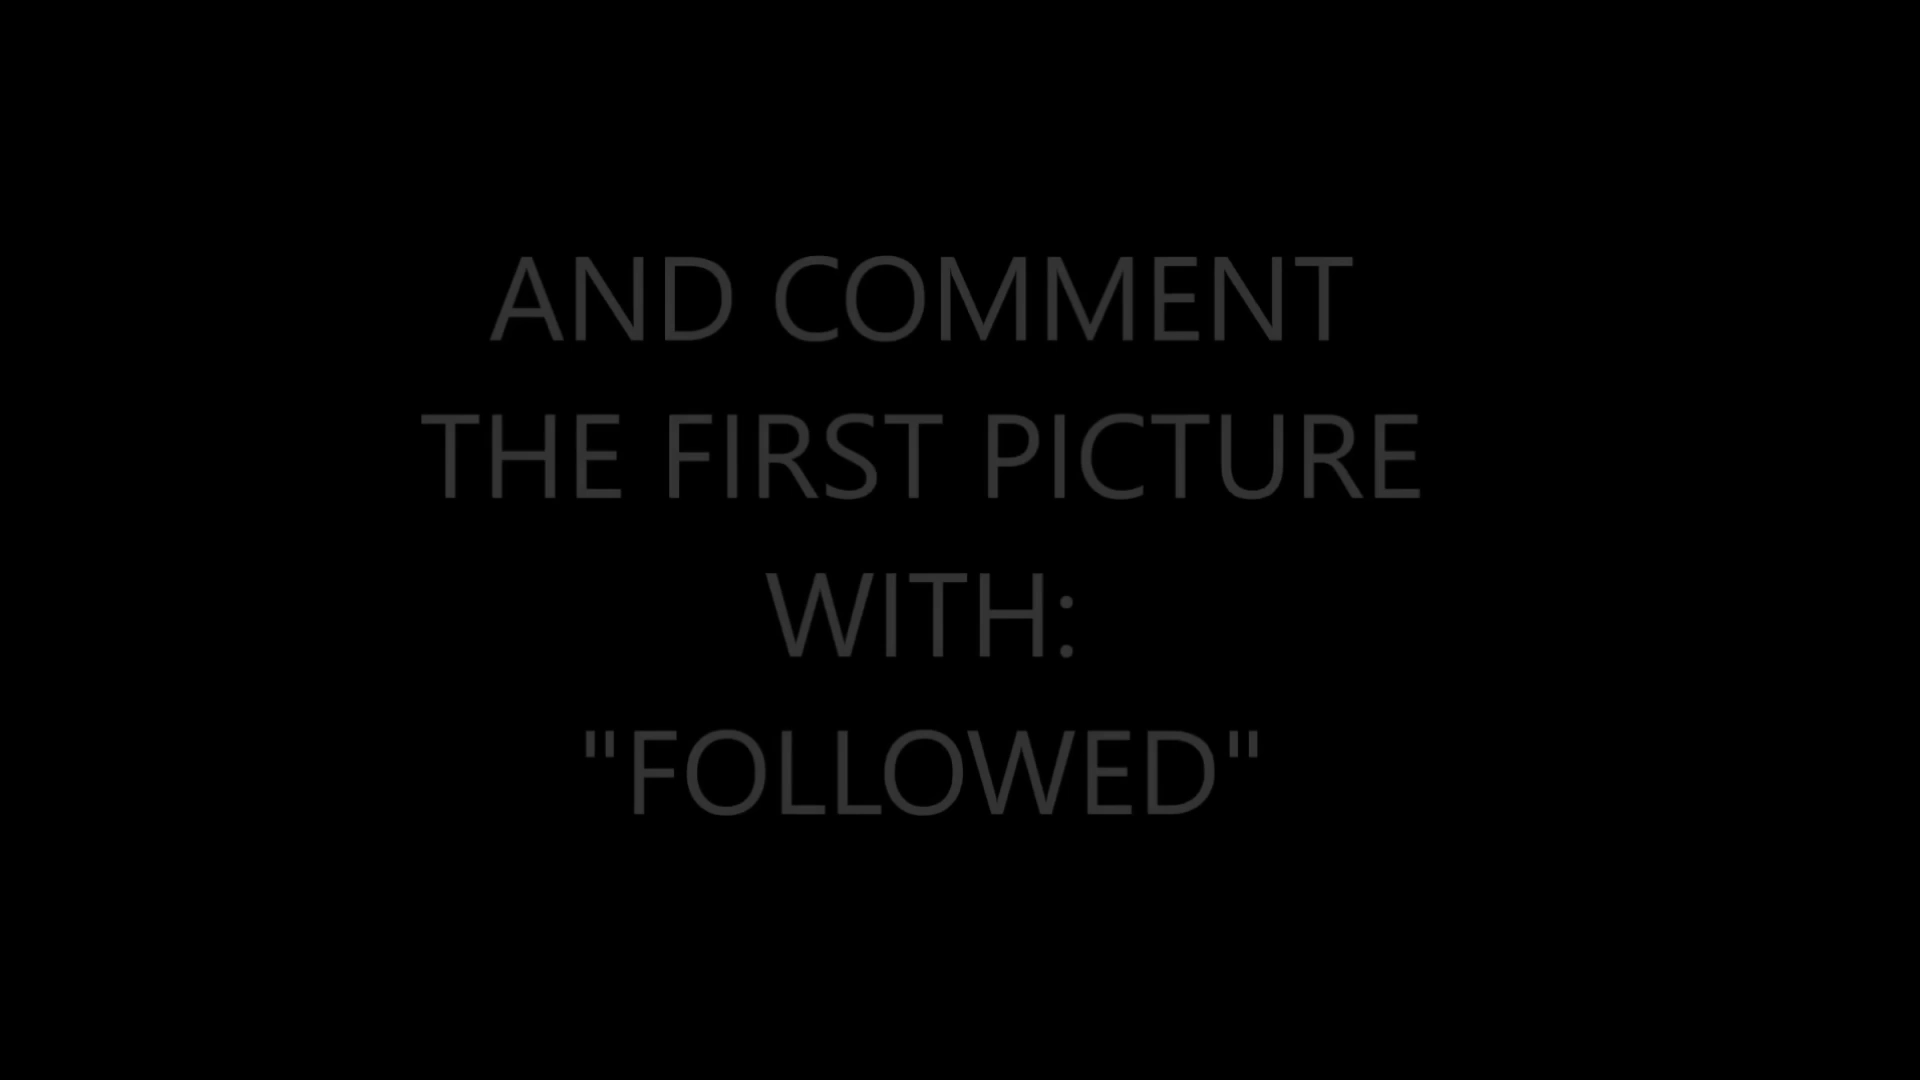 AND COMMENT
THE FIRST PICTURE
WITH:
"FOLLOWED"